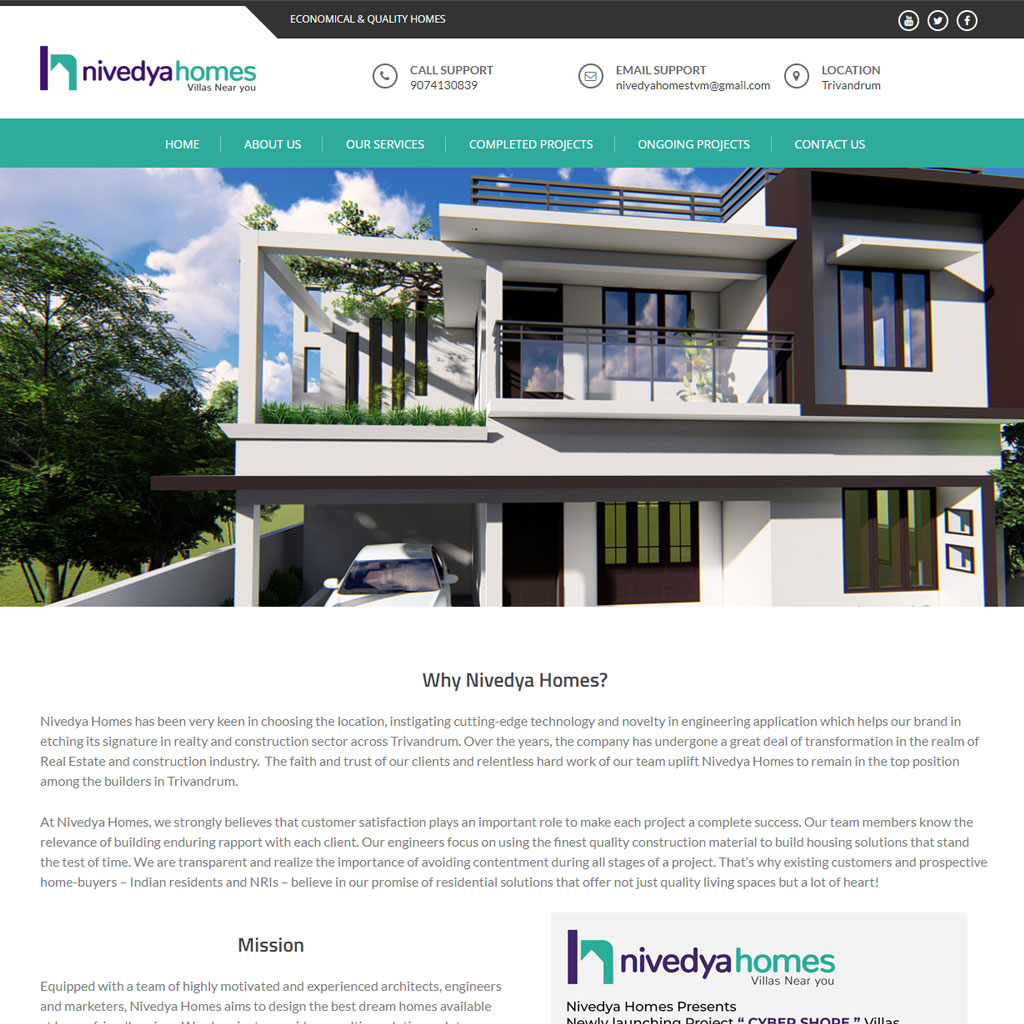 ECONOMICAL & QUALITY HOMES
nivedyahomes
Villas Near you
CALL SUPPORT
9074130839
EMAIL SUPPORT
nivedyahomestvm@gmail.com
LOCATION
Trivandrum
HOME
ABOUT US
OUR SERVICES
COMPLETED PROJECTS
ONGOING PROJECTS
CONTACT US
Why Nivedya Homes?
Nivedya Homes has been very keen in choosing the location, instigating cutting-edge technology and novelty in engineering application which helps our brand in
etching its signature in realty and construction sector across Trivandrum. Over the years, the company has undergone a great deal of transformation in the realm of
Real Estate and construction industry.  The faith and trust of our clients and relentless hard work of our team uplift Nivedya Homes to remain in the top position
among the builders in Trivandrum.
At Nivedya Homes, we strongly believes that customer satisfaction plays an important role to make each project a complete success. Our team members know the
relevance of building enduring rapport with each client. Our engineers focus on using the finest quality construction material to build housing solutions that stand
the test of time. We are transparent and realize the importance of avoiding contentment during all stages of a project. That’s why existing customers and prospective
home-buyers – Indian residents and NRIs – believe in our promise of residential solutions that offer not just quality living spaces but a lot of heart!
Mission
Equipped with a team of highly motivated and experienced architects, engineers
and marketers, Nivedya Homes aims to design the best dream homes available
nivedyahomes
Villas Near you
Nivedya Homes Presents
Newly launching Project “ CYBER SHORE ” Villas